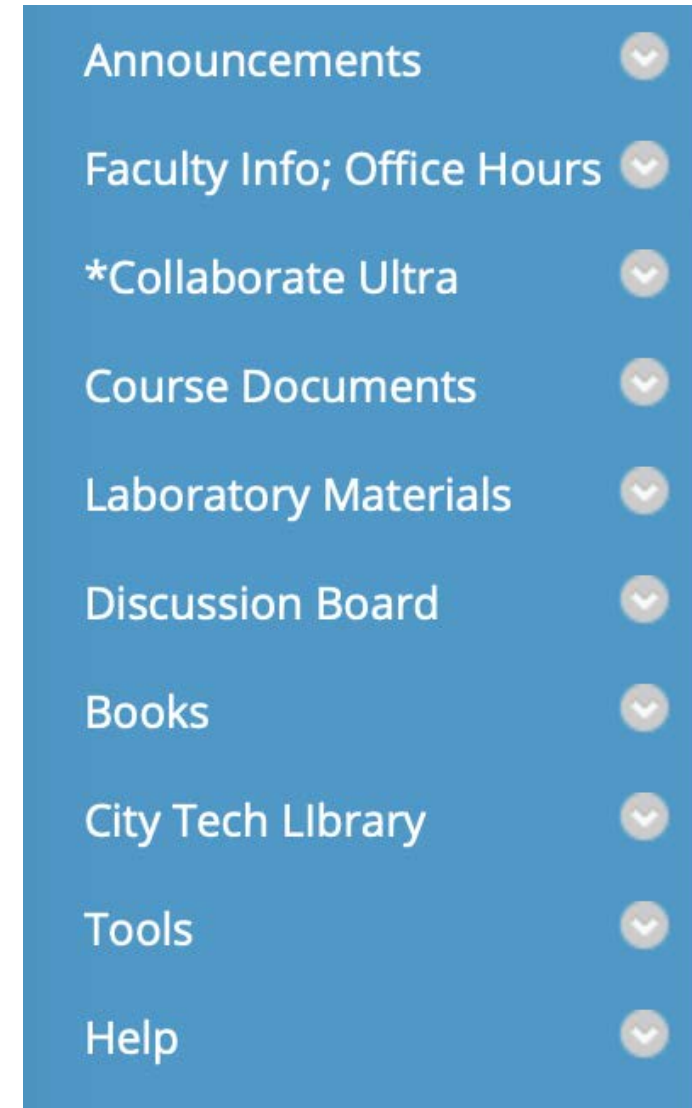 Announcements
Faculty Info; Office Hours
*Collaborate Ultra
Course Documents
Laboratory Materials
Discussion Board
Books
City Tech LIbrary
Tools
Help